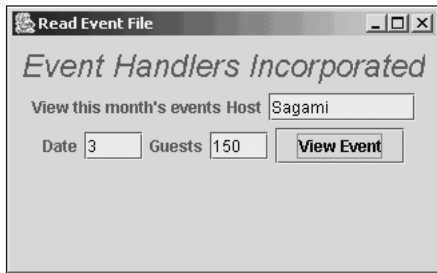 Read Event File
Event Handlers Incorporated
View this month's events Host Sagami
Date 3 Guests 150 View Event